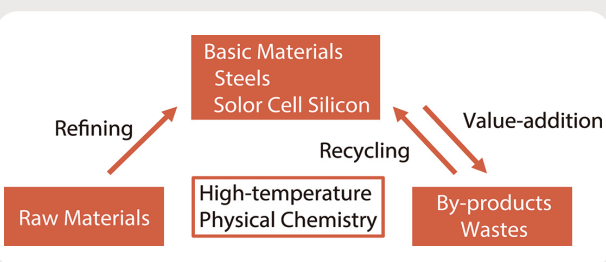 Basic Materials
Steels
Solor Cell Silicon
Refining
Value-addition
Recycling
Raw Materials
High-temperature
Physical Chemistry
By-products
Wastes